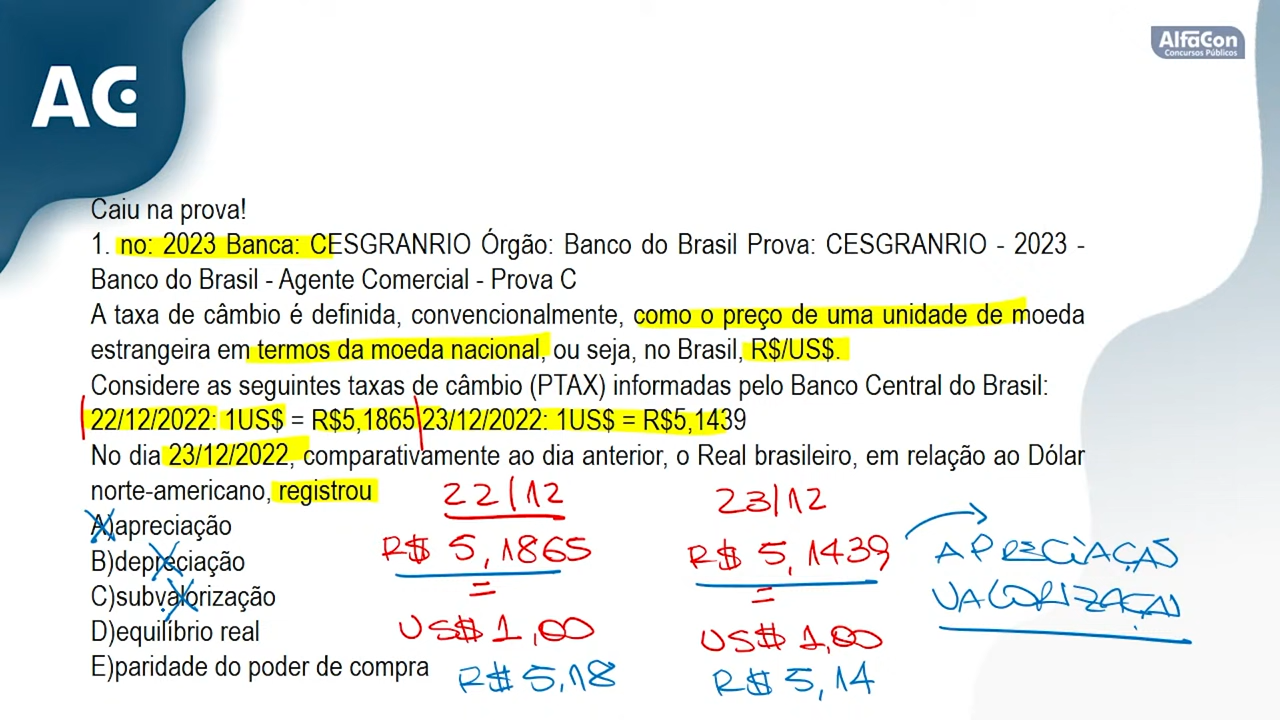 AC
AlfaCon
Concursos Públicos
Caiu na prova!
1. no: 2023 Banca: CESGRANRIO Órgão: Banco do Brasil Prova: CESGRANRIO - 2023 -
Banco do Brasil - Agente Comercial - Prova C
A taxa de câmbio é definida, convencionalmente, como o preço de uma unidade de moeda
estrangeira em termos da moeda nacional, ou seja, no Brasil, R$/US$.
Considere as seguintes taxas de câmbio (PTAX) informadas pelo Banco Central do Brasil:
22/12/2022: 1US$ = R$5,1865 23/12/2022: 1US$ = R$5,1439
No dia 23/12/2022, comparativamente ao dia anterior, o Real brasileiro, em relação ao Dólar
norte-americano, registrou
A)apreciação
B)depreciação
C)subvalorização
D)equilíbrio real
E)paridade do poder de compra
22/12
R$ 5,1865
=
US$ 1,00
R$ 5,18
23/12
R$ 5,1439
=
US$ 1,00
R$ 5,14
APRECIAÇÃO
VALORIZAÇÃO